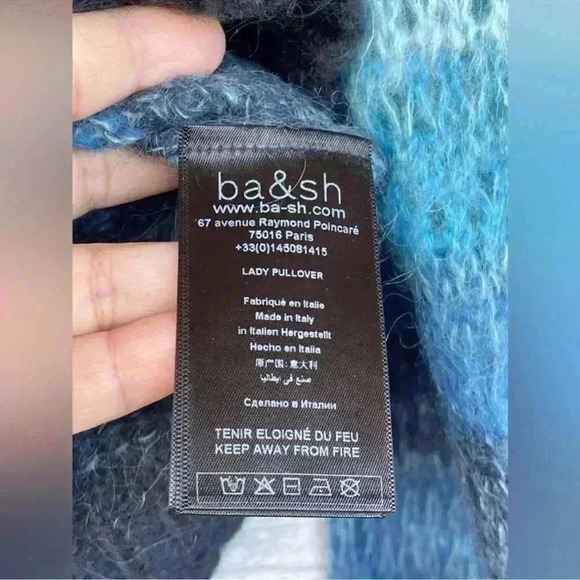 ba&sh
www.ba-sh.com
67 avenue Raymond Poincaré
75016 Paris
+33(0)145081415
LADY PULLOVER
Fabriqué en Italie
Made in Italy
in Italien Hergestellt
Hecho en Italia
原产国: 意大利
صنع في ايطاليا
Сделано в Италии
TENIR ELOIGNÉ DU FEU
KEEP AWAY FROM FIRE